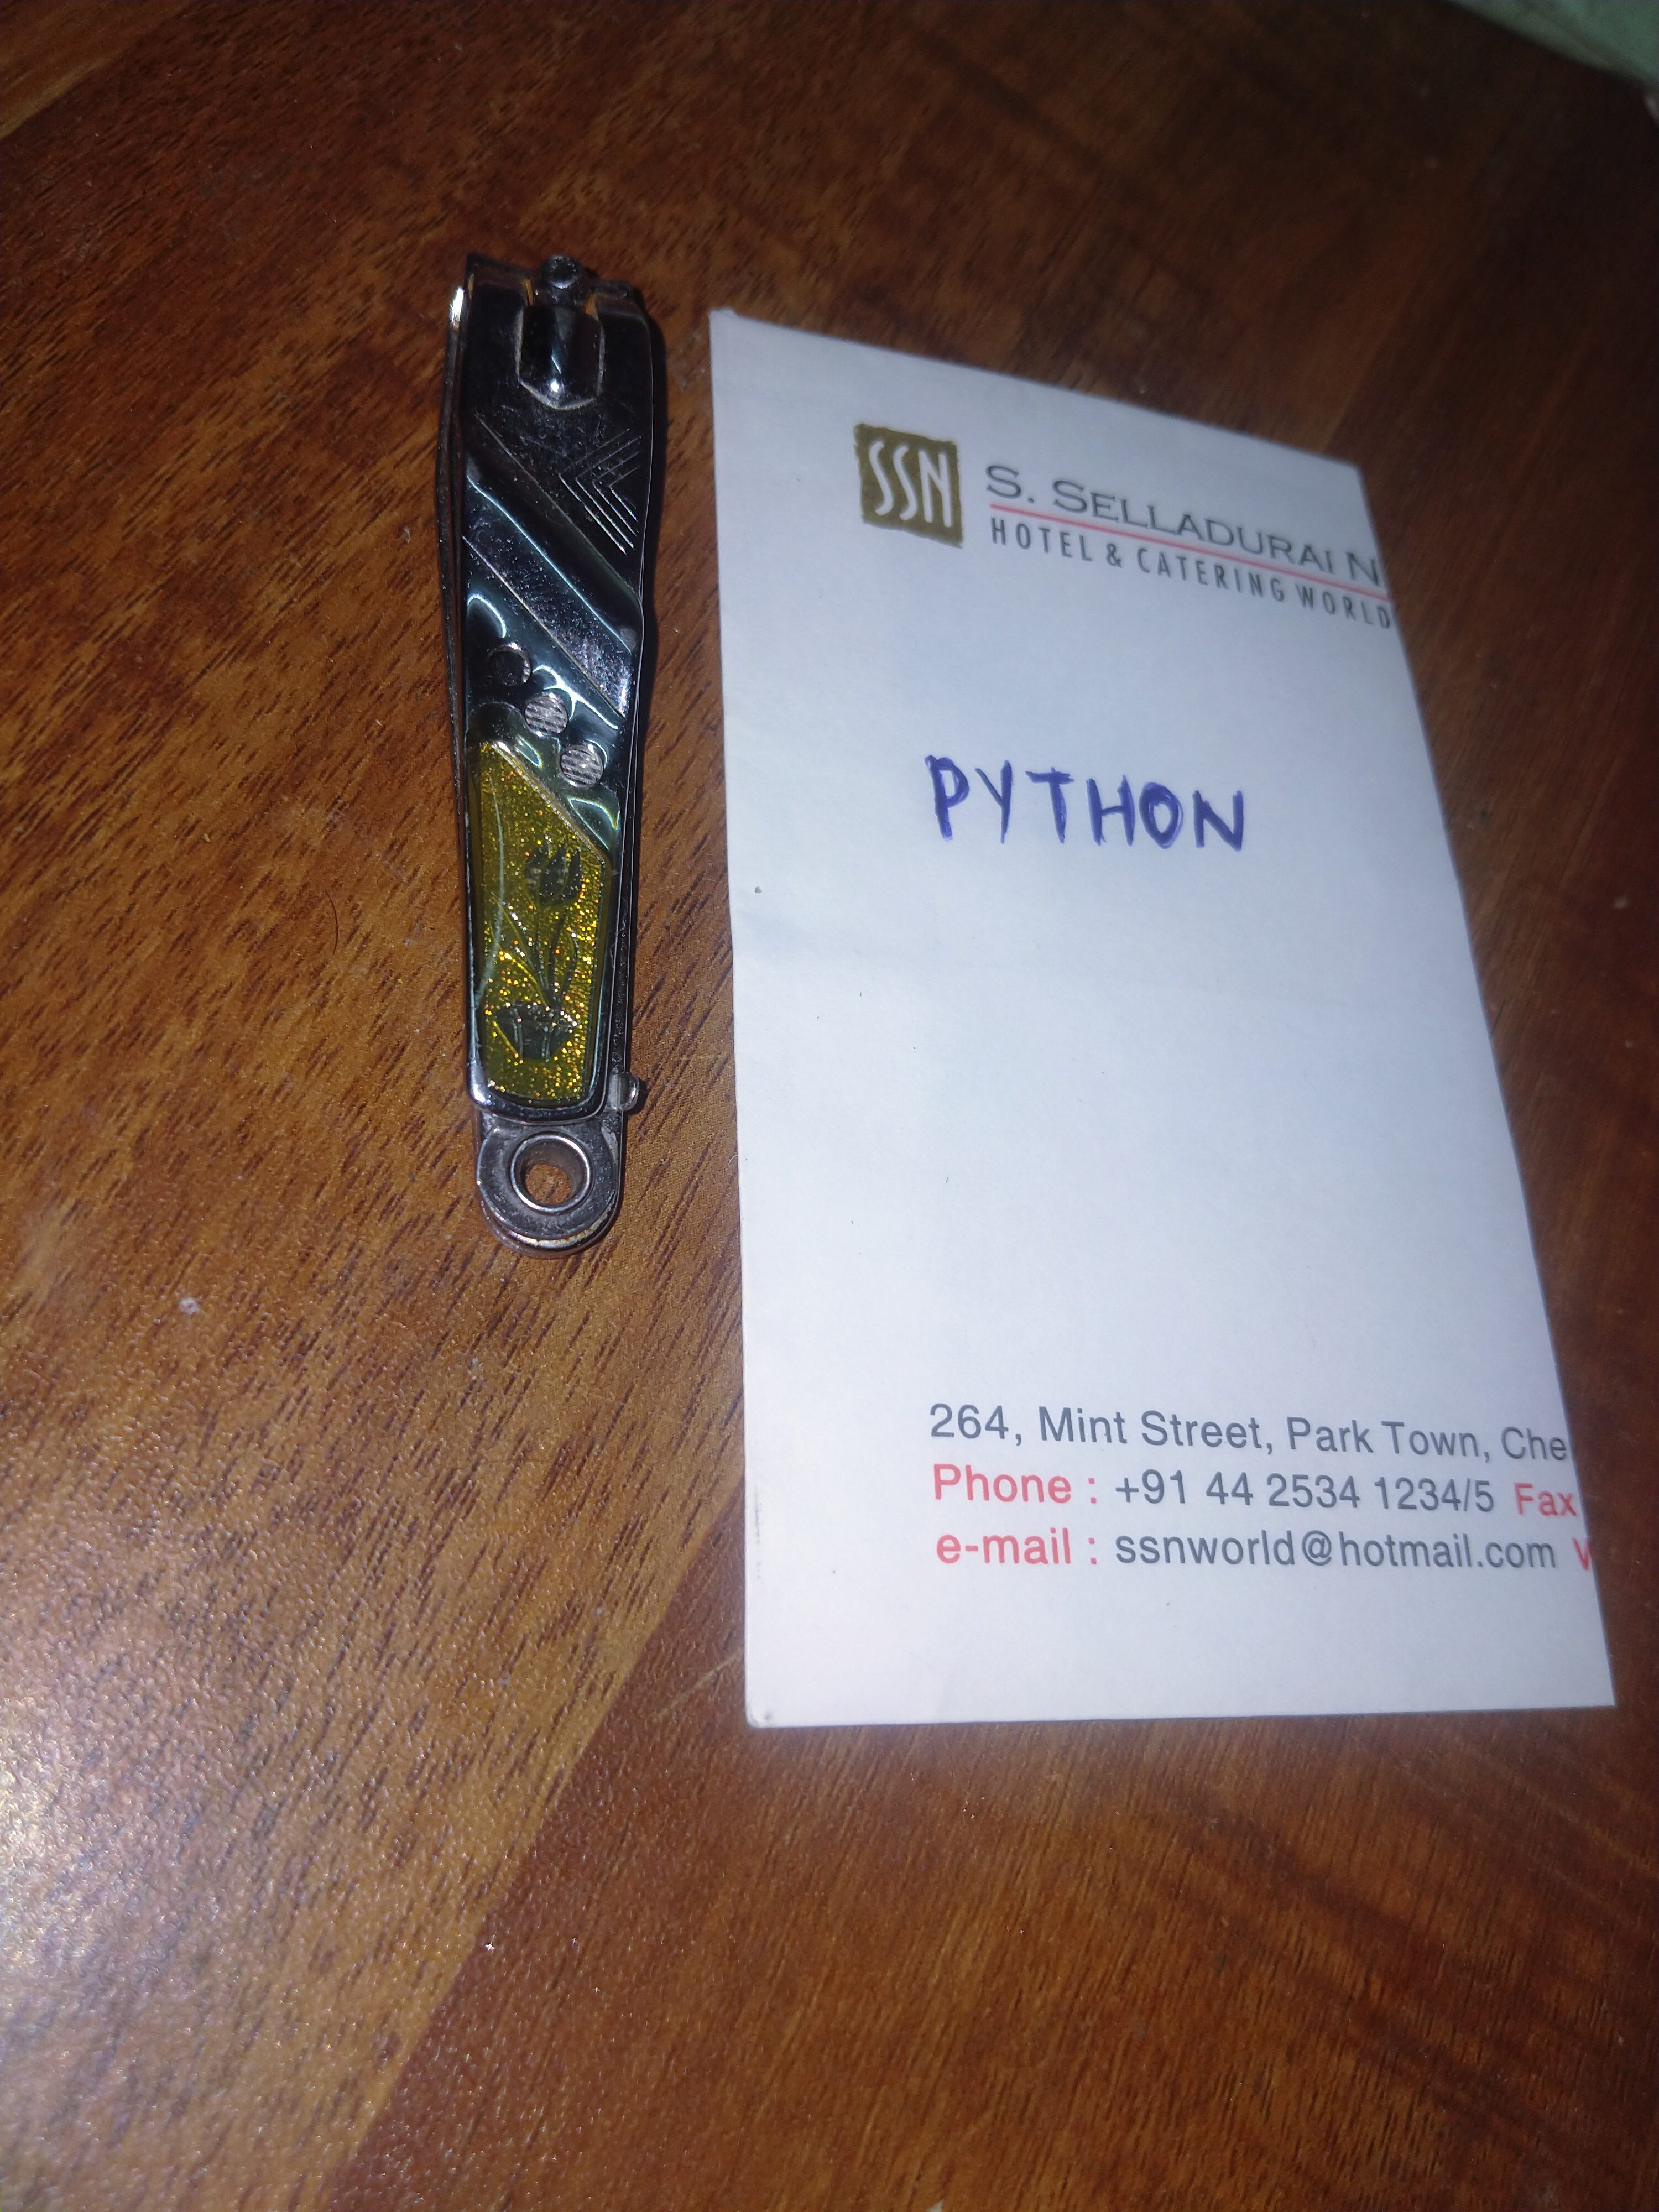 SSN
S. SELLADURAI N
HOTEL & CATERING WORLD
PYTHON
264, Mint Street, Park Town, Che
Phone : +91 44 2534 1234/5 Fax
e-mail : ssnworld@hotmail.com